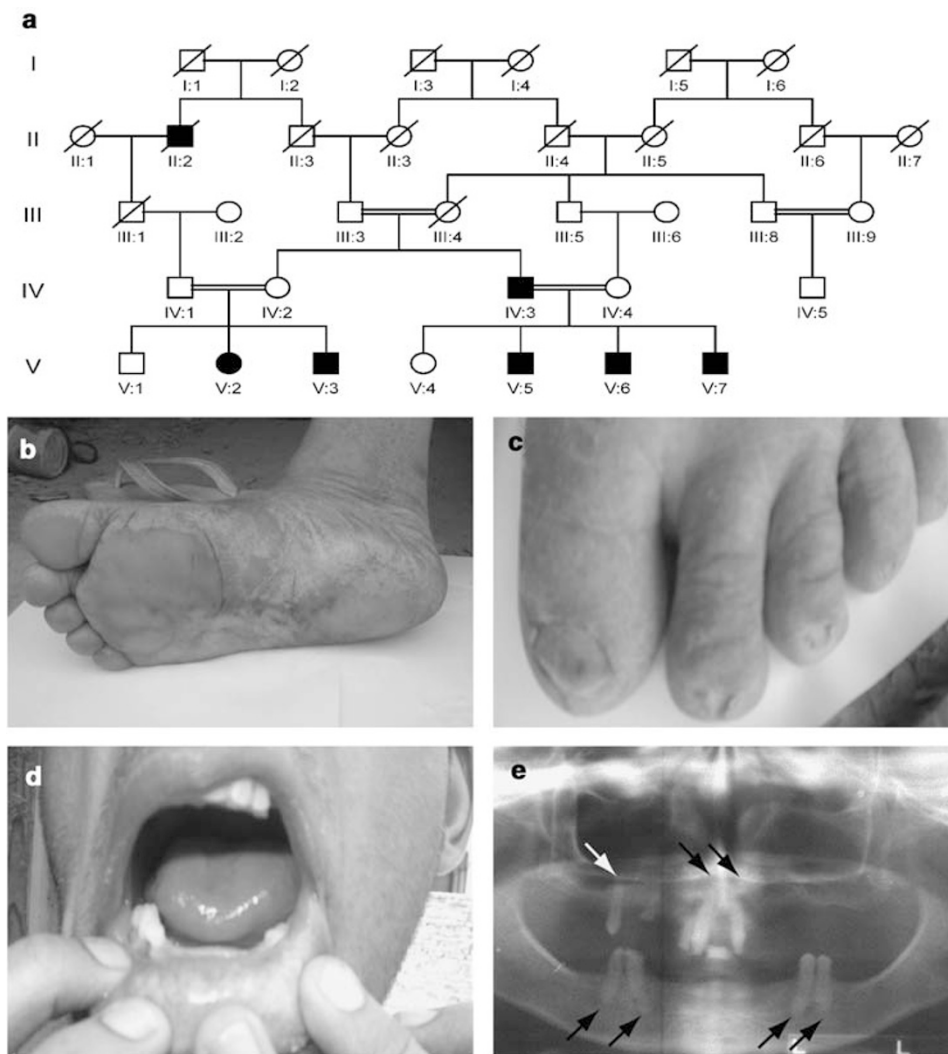 a
I
I:1 I:2 I:3 I:4 I:5 I:6
II
II:1 II:2 II:3 II:3 II:4 II:5 II:6 II:7
III
III:1 III:2 III:3 III:4 III:5 III:6 III:8 III:9
IV
IV:1 IV:2 IV:3 IV:4 IV:5
V
V:1 V:2 V:3 V:4 V:5 V:6 V:7
b c
d e
L